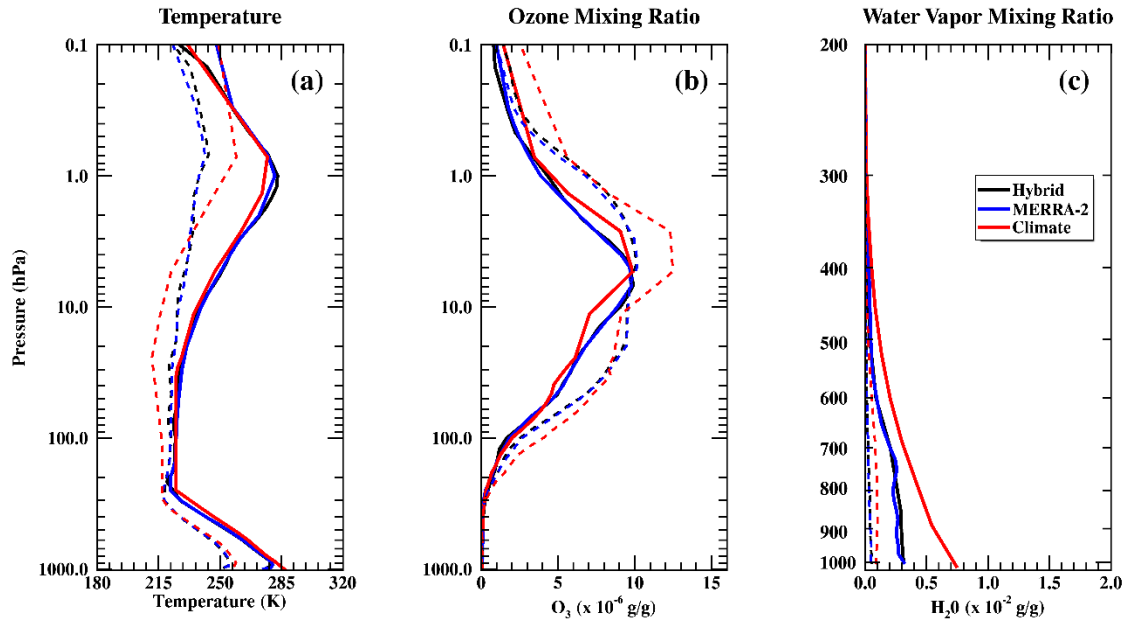 Temperature
(a)
0.1
1.0
10.0
100.0
1000.0
Pressure (hPa)
180 215 250 285 320
Temperature (K)
Ozone Mixing Ratio
(b)
0.1
1.0
10.0
100.0
1000.0
0 5 10 15
O3 (x 10-6 g/g)
Water Vapor Mixing Ratio
(c)
200
300
400
500
600
700
800
900
1000
Hybrid
MERRA-2
Climate
0.0 0.5 1.0 1.5 2.0
H20 (x 10-2 g/g)